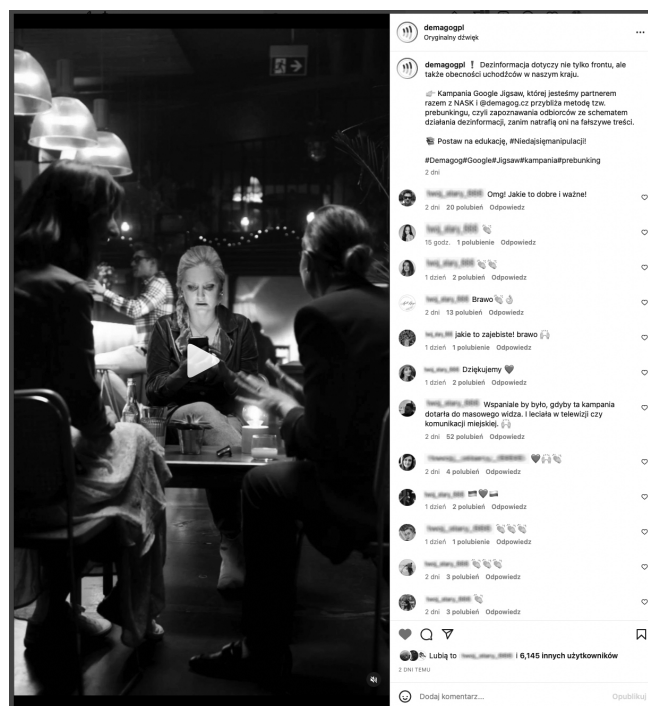 demagogpl
Oryginalny dźwięk
demagogpl ❗ Dezinformacja dotyczy nie tylko frontu, ale
także obecności uchodźców w naszym kraju.
👉 Kampania Google Jigsaw, której jesteśmy partnerem
razem z NASK i @demagog.cz przybliża metodę tzw.
prebunkingu, czyli zapoznawania odbiorców ze schematem
działania dezinformacji, zanim natrafią oni na fałszywe treści.
📚 Postaw na edukację, #Niedajsięmanipulacji!
#Demagog#Google#Jigsaw#kampania#prebunking
2 dni
Omg! Jakie to dobre i ważne!
2 dni 20 polubień Odpowiedz
👏
15 godz. 1 polubienie Odpowiedz
👏👏
1 dzień 2 polubień Odpowiedz
Brawo👏👌
2 dni 13 polubień Odpowiedz
jakie to zajebiste! brawo 🙌
1 dzień 1 polubienie Odpowiedz
Dziękujemy 🖤
1 dzień 2 polubień Odpowiedz
Wspaniale by było, gdyby ta kampania
dotarła do masowego widza. I leciała w telewizji czy
komunikacji miejskiej. 🙌
2 dni 52 polubień Odpowiedz
🖤🙌👏
2 dni 4 polubień Odpowiedz
1 dzień 2 polubień Odpowiedz
👏👏👏
1 dzień 1 polubienie Odpowiedz
👏👏👏
2 dni 3 polubień Odpowiedz
👏
2 dni 3 polubień Odpowiedz
Lubią to
i 6,145 innych użytkowników
2 DNI TEMU
Dodaj komentarz...
Opublikuj